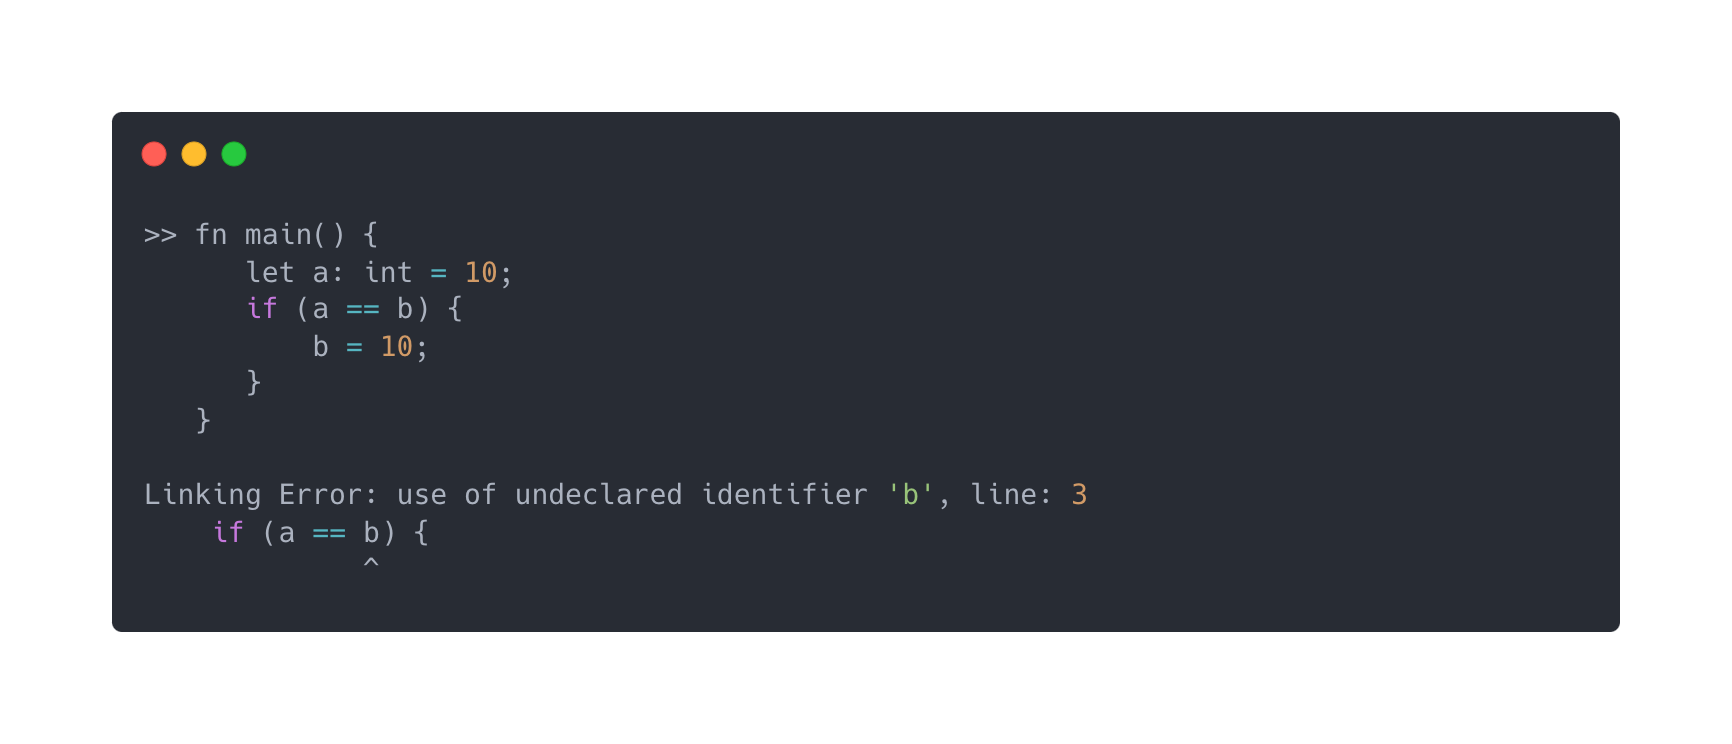 >> fn main() {
      let a: int = 10;
      if (a == b) {
          b = 10;
      }
   }
Linking Error: use of undeclared identifier 'b', line: 3
    if (a == b) {
             ^